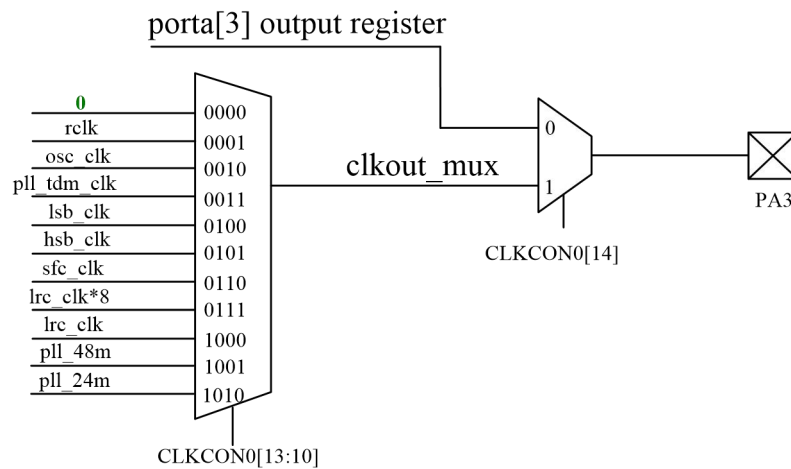 porta[3] output register
0
0000
rclk
0001
osc_clk
0010
pll_tdm_clk
0011
lsb_clk
0100
hsb_clk
0101
sfc_clk
0110
lrc_clk*8
0111
lrc_clk
1000
pll_48m
1001
pll_24m
1010
CLKCON0[13:10]
clkout_mux
0
1
CLKCON0[14]
PA3